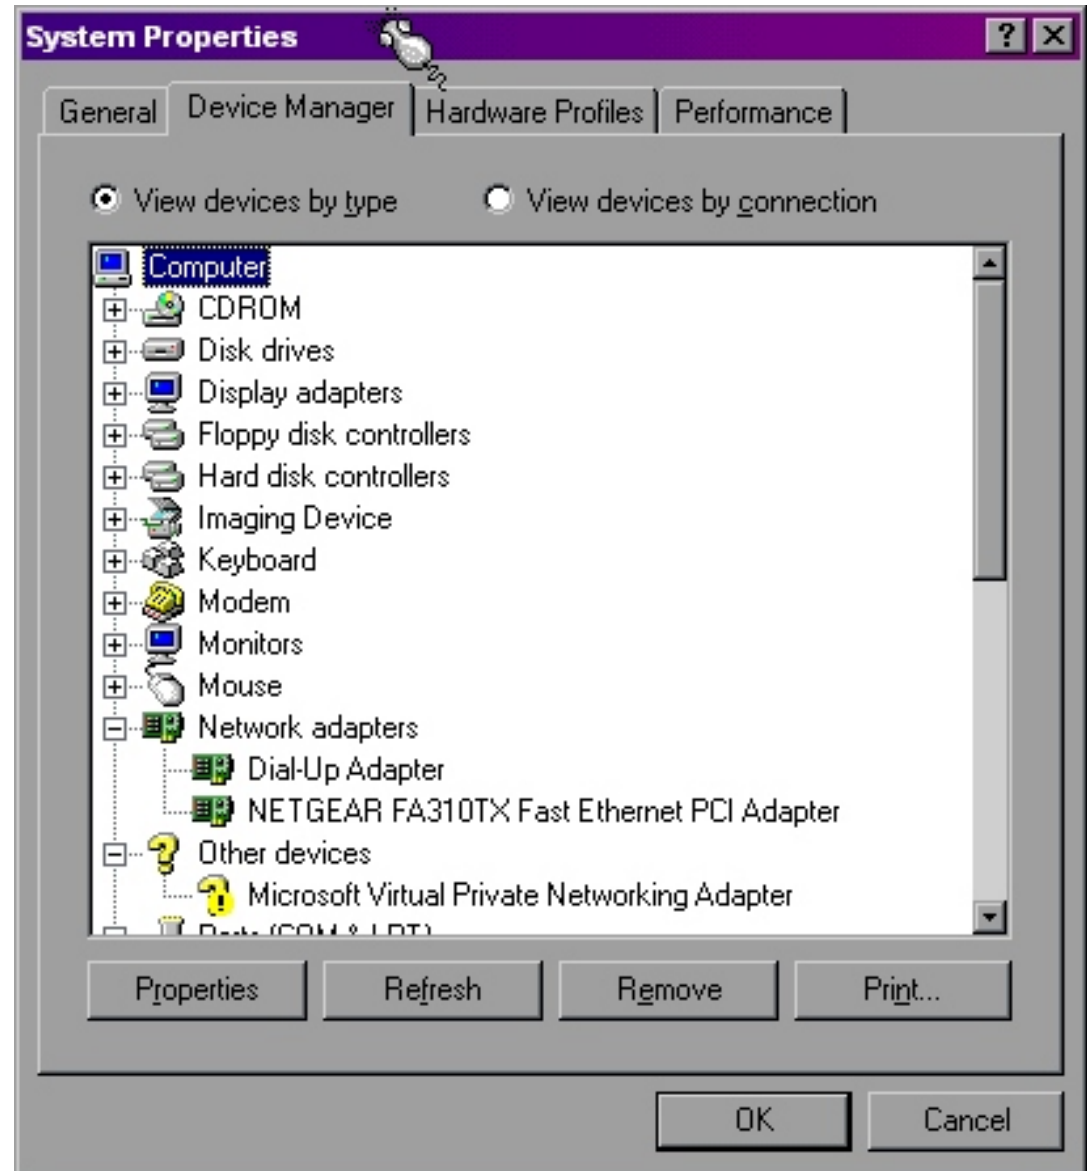 System Properties
General Device Manager Hardware Profiles Performance
View devices by type View devices by connection
Computer
CDROM
Disk drives
Display adapters
Floppy disk controllers
Hard disk controllers
Imaging Device
Keyboard
Modem
Monitors
Mouse
Network adapters
Dial-Up Adapter
NETGEAR FA310TX Fast Ethernet PCI Adapter
Other devices
Microsoft Virtual Private Networking Adapter
Ports (COM & LPT)
Properties Refresh Remove Print...
OK Cancel